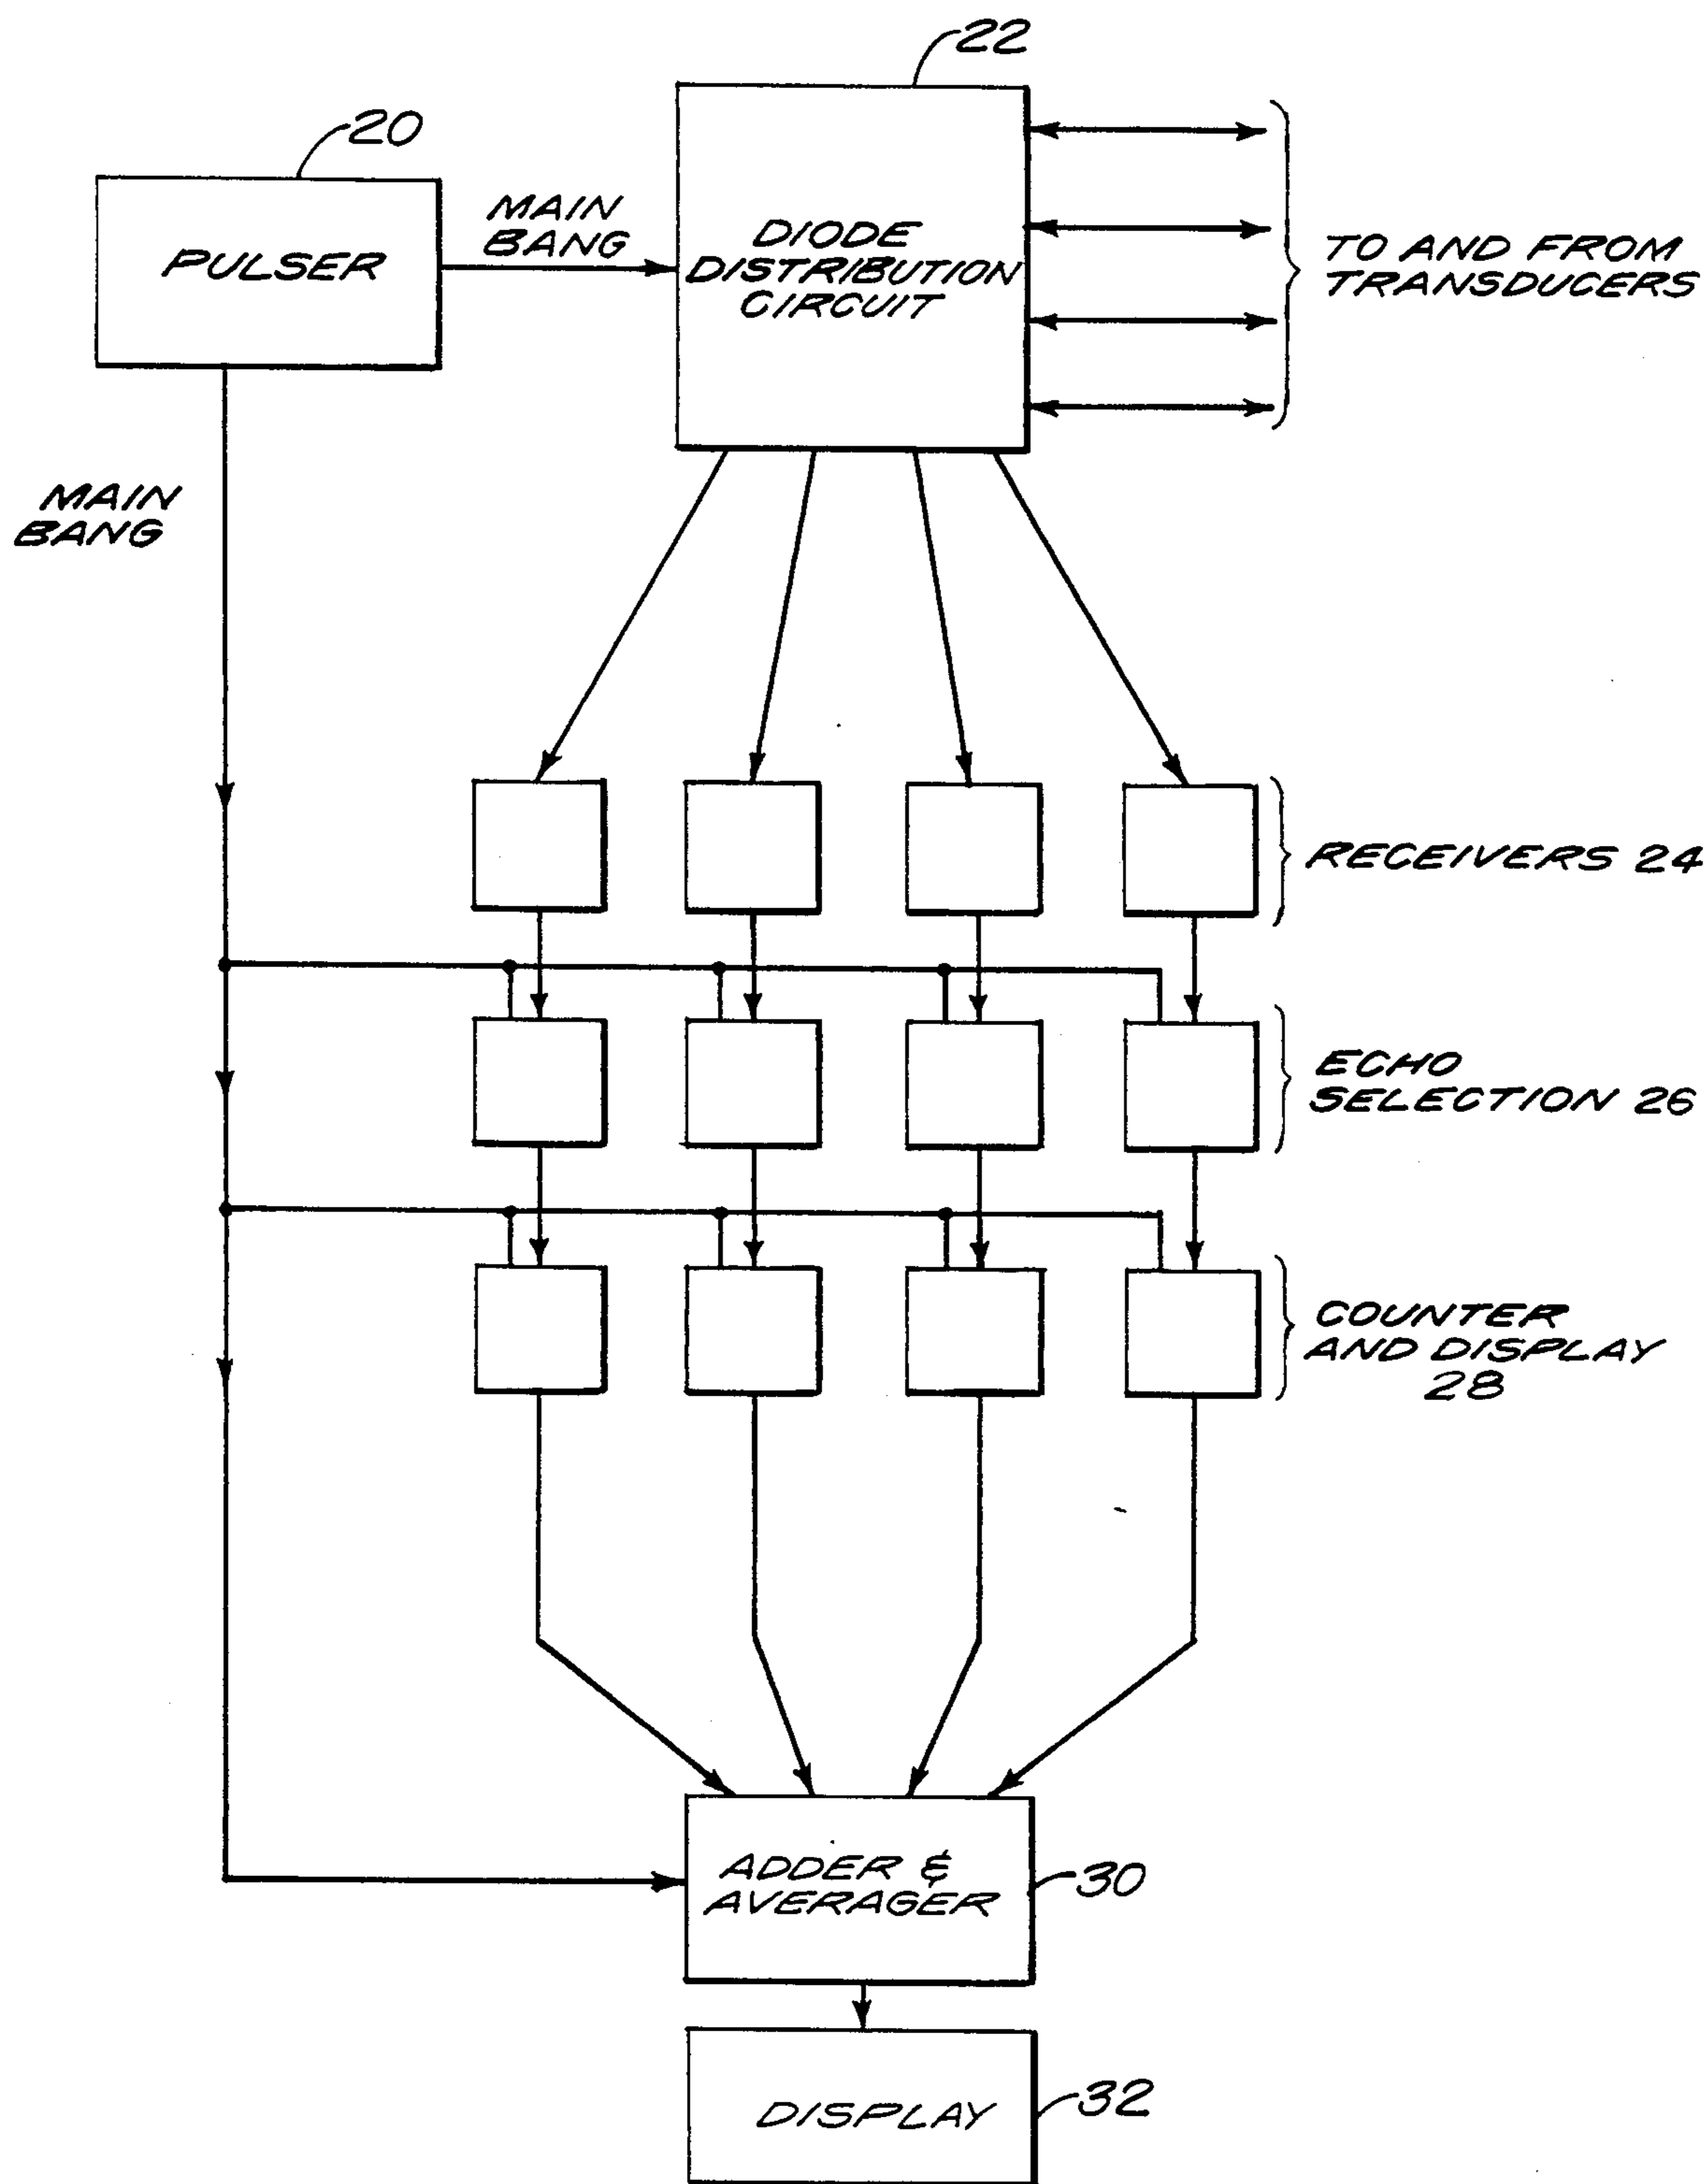 22
20
MAIN
BANG
PULSER
DIODE
DISTRIBUTION
CIRCUIT
TO AND FROM
TRANSDUCERS
MAIN
BANG
RECEIVERS 24
ECHO
SELECTION 26
COUNTER
AND DISPLAY
28
ADDER &
AVERAGER
30
DISPLAY
32